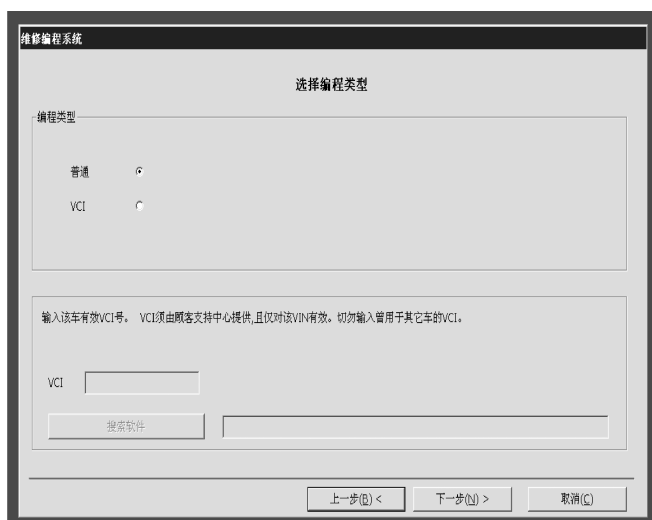 维修编程系统
选择编程类型
编程类型
普通
VCI
输入该车有效VCI号。 VCI须由顾客支持中心提供,且仅对该VIN有效。切勿输入曾用于其它车的VCI。
VCI
搜索软件
上一步(B) < 下一步(N) > 取消(C)